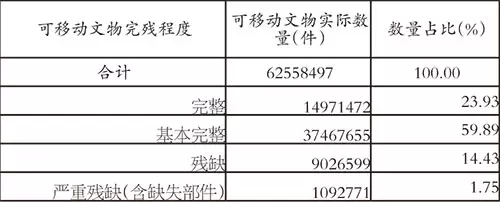 可移动文物完残程度 可移动文物实际数量(件) 数量占比(%)
合计 62558497 100.00
完整 14971472 23.93
基本完整 37467655 59.89
残缺 9026599 14.43
严重残缺(含缺失部件) 1092771 1.75